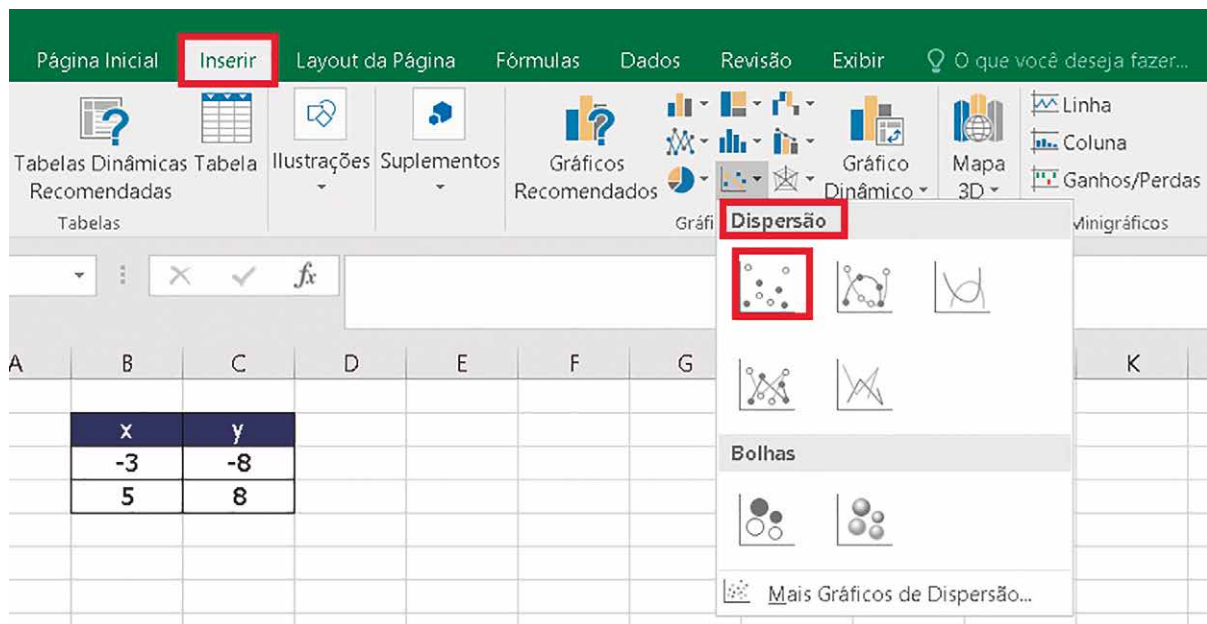 Página Inicial Inserir Layout da Página Fórmulas Dados Revisão Exibir O que você deseja fazer...
Tabelas Dinâmicas Recomendadas
Tabela
Ilustrações
Suplementos
Gráficos Recomendados
Gráfico Dinâmico
Mapa 3D
Linha
Coluna
Ganhos/Perdas
Tabelas
Gráfi
Minigráficos
Dispersão
fx
A B C D E F G K
x y
-3 -8
5 8
Bolhas
Mais Gráficos de Dispersão...